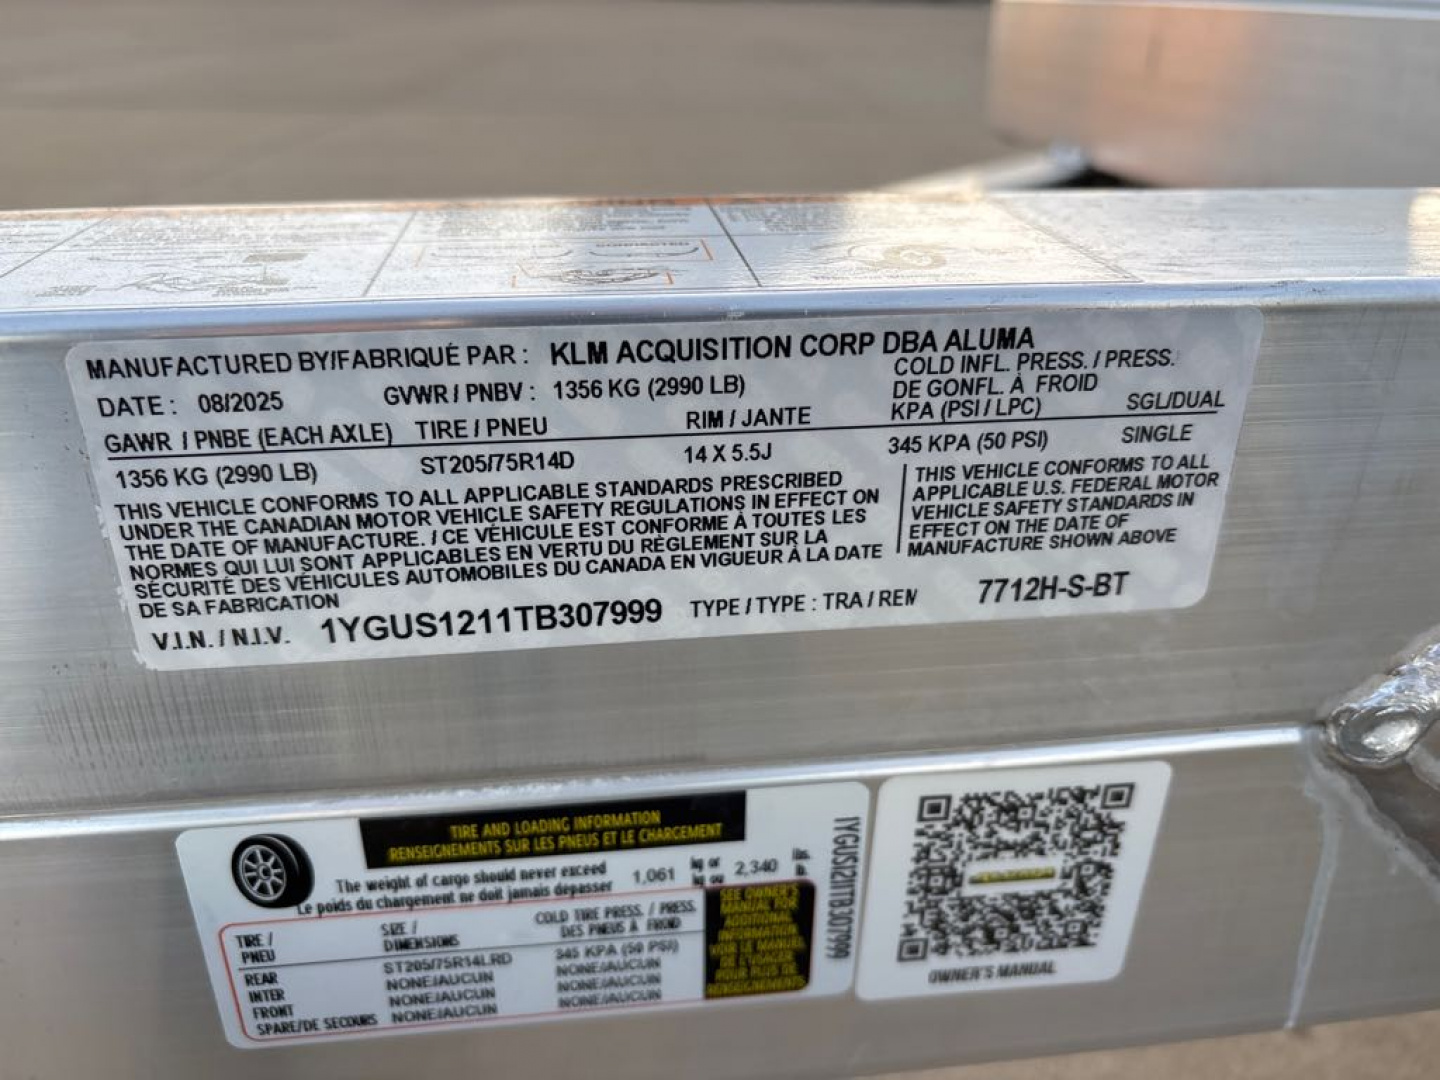 MANUFACTURED BY/FABRIQUÉ PAR : KLM ACQUISITION CORP DBA ALUMA
DATE : 08/2025 GVWR / PNBV : 1356 KG (2990 LB) COLD INFL. PRESS. / PRESS.
DE GONFL. À FROID
GAWR / PNBE (EACH AXLE) TIRE / PNEU RIM / JANTE KPA (PSI / LPC) SGL/DUAL
1356 KG (2990 LB) ST205/75R14D 14 X 5.5J 345 KPA (50 PSI) SINGLE
THIS VEHICLE CONFORMS TO ALL APPLICABLE STANDARDS PRESCRIBED
UNDER THE CANADIAN MOTOR VEHICLE SAFETY REGULATIONS IN EFFECT ON
THE DATE OF MANUFACTURE. / CE VÉHICULE EST CONFORME À TOUTES LES
NORMES QUI LUI SONT APPLICABLES EN VERTU DU RÈGLEMENT SUR LA
SÉCURITÉ DES VÉHICULES AUTOMOBILES DU CANADA EN VIGUEUR À LA DATE
DE SA FABRICATION
THIS VEHICLE CONFORMS TO ALL
APPLICABLE U.S. FEDERAL MOTOR
VEHICLE SAFETY STANDARDS IN
EFFECT ON THE DATE OF
MANUFACTURE SHOWN ABOVE
V.I.N. / N.I.V. 1YGUS1211TB307999 TYPE / TYPE : TRA / REM 7712H-S-BT
TIRE AND LOADING INFORMATION
RENSEIGNEMENTS SUR LES PNEUS ET LE CHARGEMENT
The weight of cargo should never exceed 1,061 kg or 2,340 lbs.
Le poids du chargement ne doit jamais dépasser kg ou lb.
TIRE / PNEU SIZE / DIMENSIONS COLD TIRE PRESS. / PRESS. DES PNEUS À FROID
REAR ST205/75R14LRD 345 KPA (50 PSI)
INTER NONE/AUCUN NONE/AUCUN
FRONT NONE/AUCUN NONE/AUCUN
SPARE/DE SECOURS NONE/AUCUN NONE/AUCUN
SEE OWNER'S
MANUAL FOR
ADDITIONAL
INFORMATION
VOIR LE MANUEL
DE L'USAGER
POUR PLUS DE
RENSEIGNEMENTS
1YGUS1211TB307999
OWNER'S MANUAL